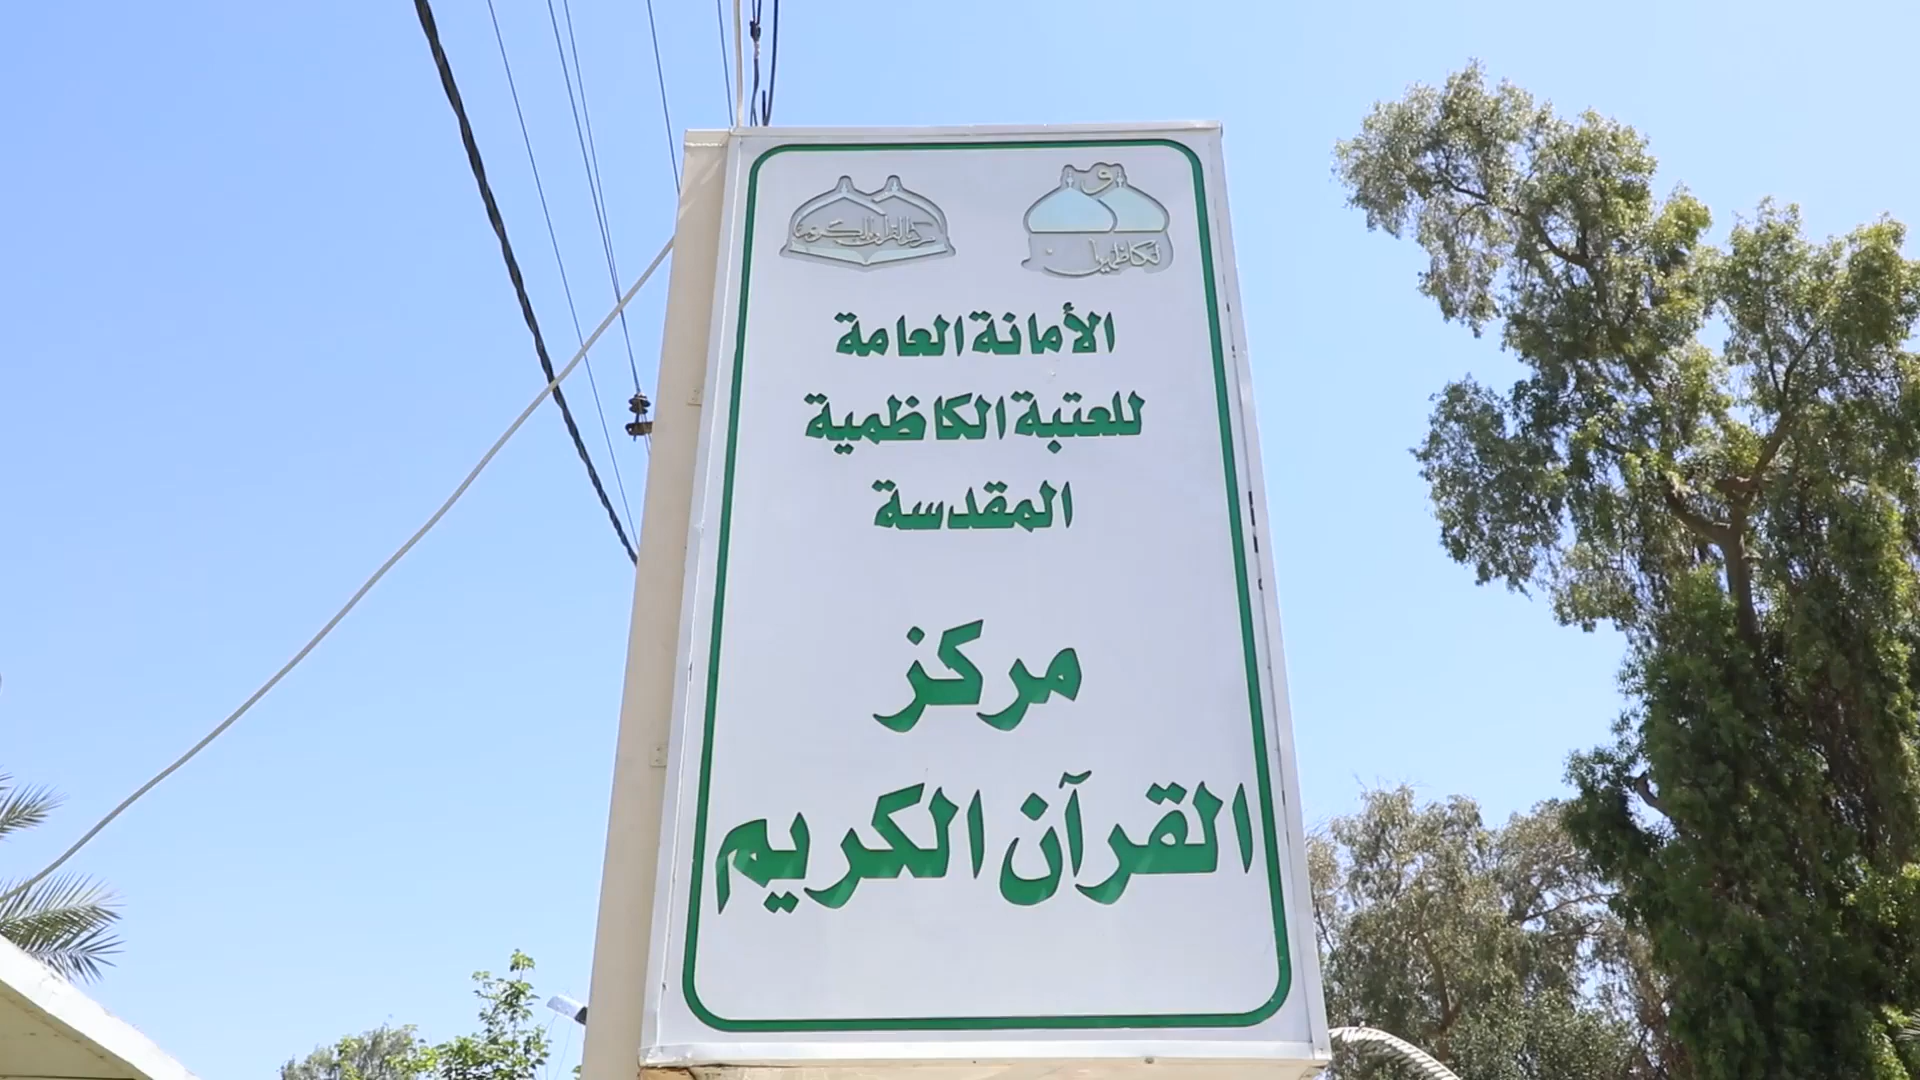 الأمانة العامة
للعتبة الكاظمية
المقدسة
مركز
القرآن الكريم